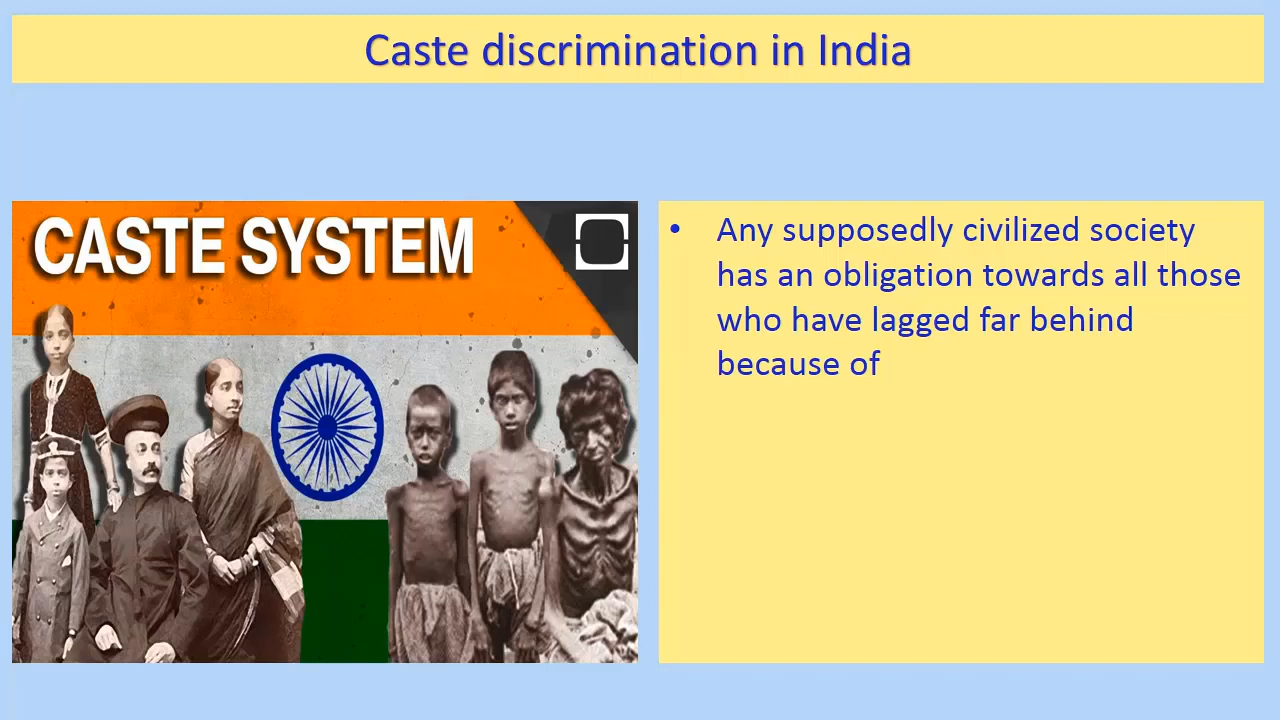 Caste discrimination in India
CASTE SYSTEM
• Any supposedly civilized society
has an obligation towards all those
who have lagged far behind
because of